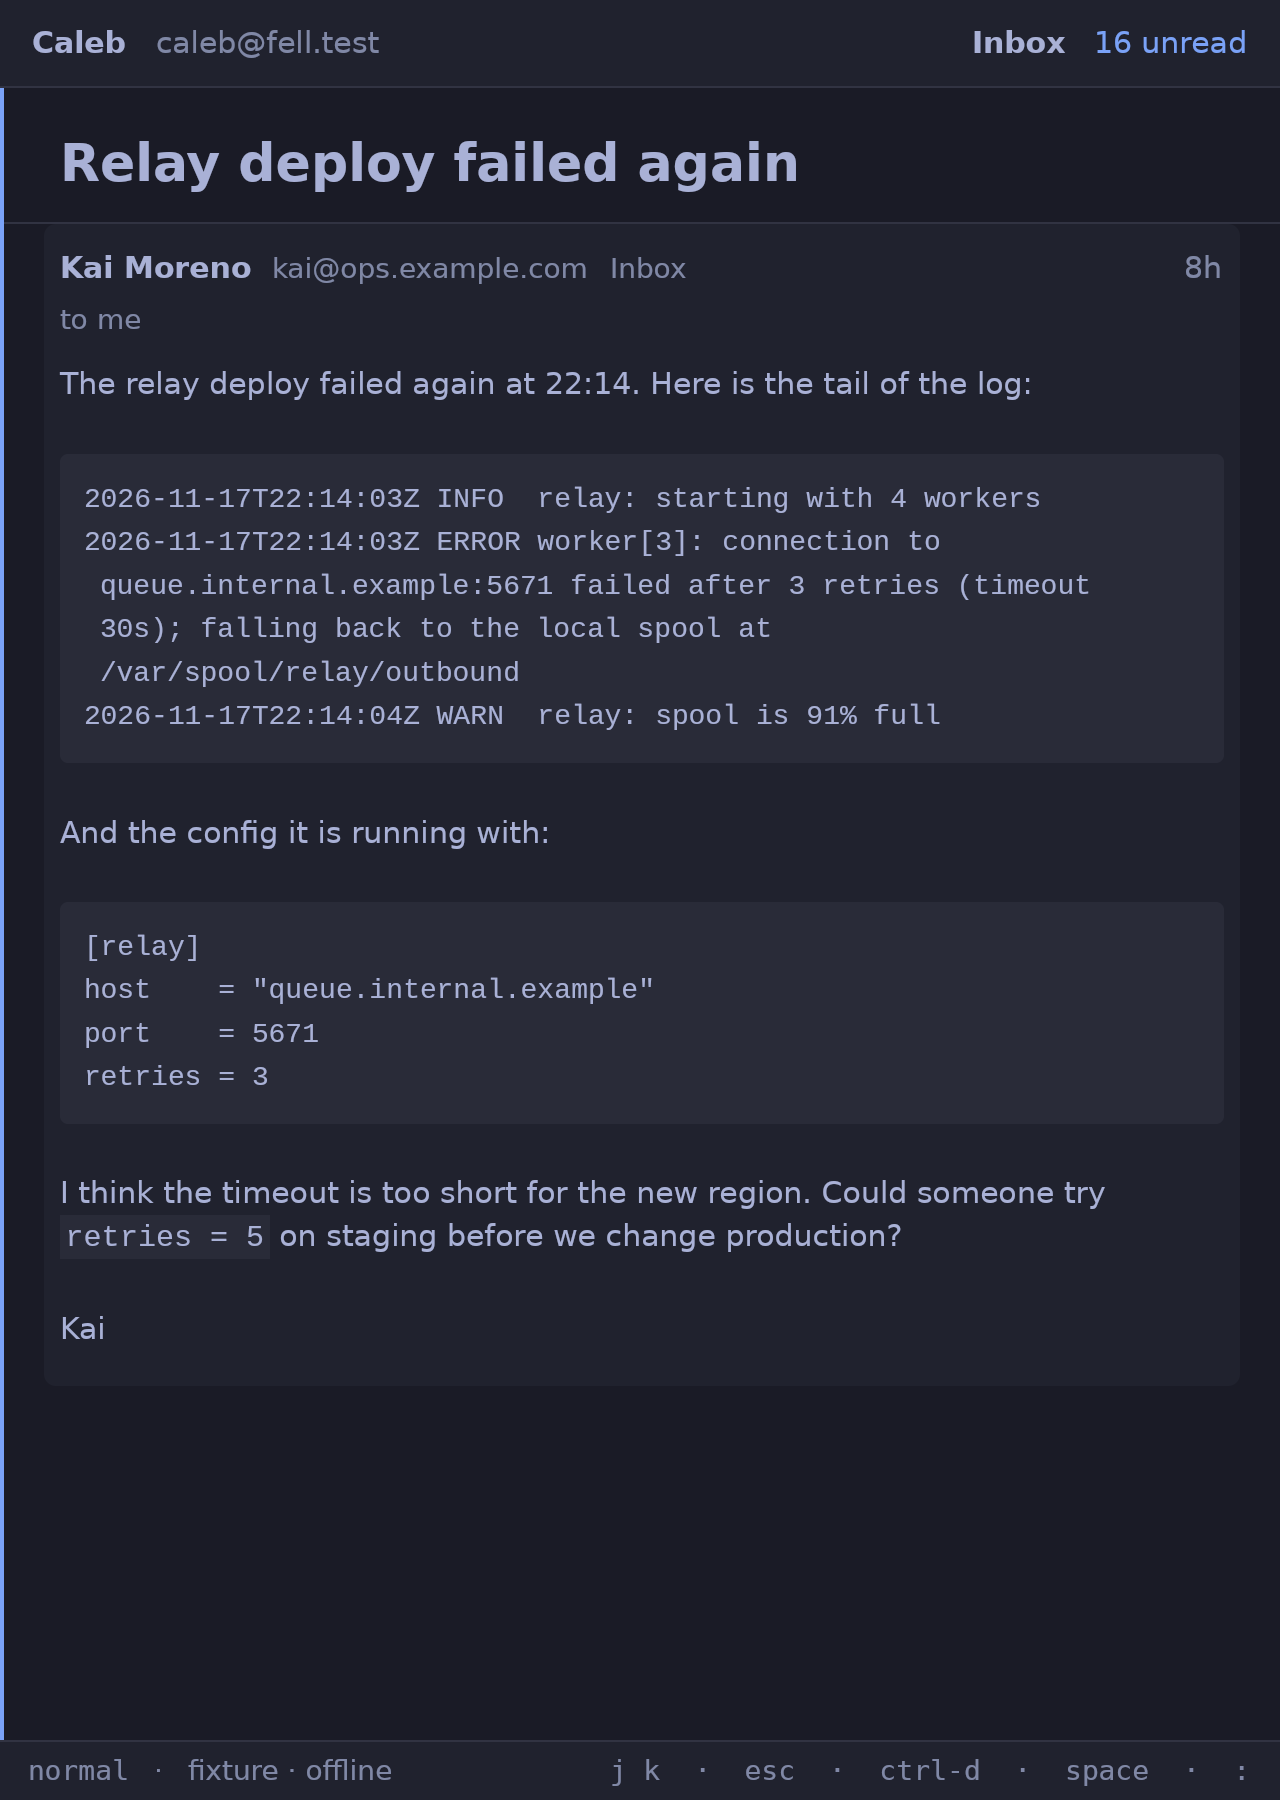 Caleb caleb@fell.test Inbox 16 unread
Relay deploy failed again
Kai Moreno kai@ops.example.com Inbox 8h
to me
The relay deploy failed again at 22:14. Here is the tail of the log:
2026-11-17T22:14:03Z INFO  relay: starting with 4 workers
2026-11-17T22:14:03Z ERROR worker[3]: connection to
queue.internal.example:5671 failed after 3 retries (timeout
30s); falling back to the local spool at
/var/spool/relay/outbound
2026-11-17T22:14:04Z WARN  relay: spool is 91% full
And the config it is running with:
[relay]
host    = "queue.internal.example"
port    = 5671
retries = 3
I think the timeout is too short for the new region. Could someone try
retries = 5 on staging before we change production?
Kai
normal · fixture · offline j k · esc · ctrl-d · space · :